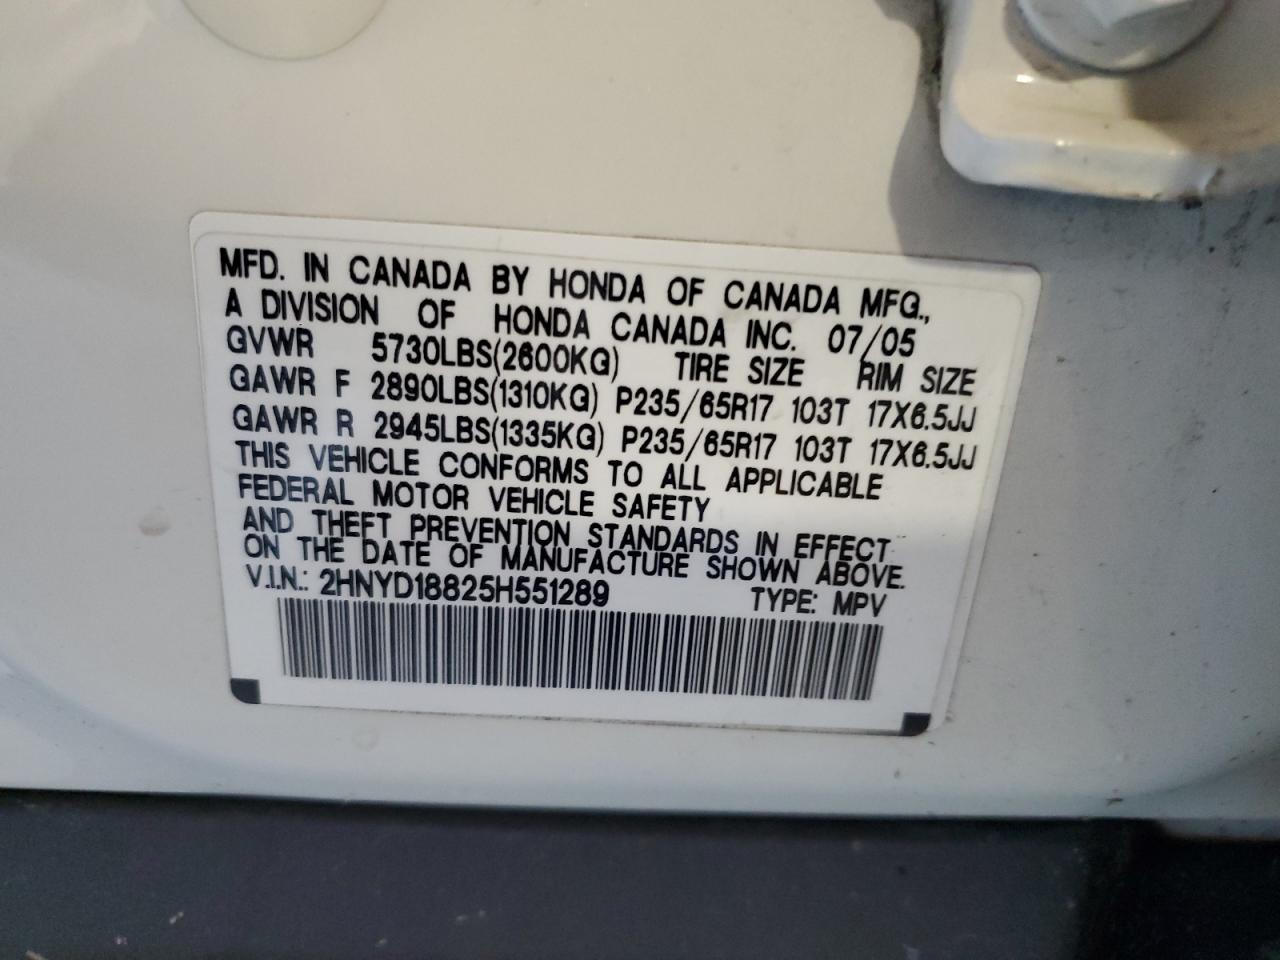 MFD. IN CANADA BY HONDA OF CANADA MFG.,
A DIVISION OF HONDA CANADA INC. 07/05
GVWR 5730LBS(2600KG) TIRE SIZE RIM SIZE
GAWR F 2890LBS(1310KG) P235/65R17 103T 17X6.5JJ
GAWR R 2945LBS(1335KG) P235/65R17 103T 17X6.5JJ
THIS VEHICLE CONFORMS TO ALL APPLICABLE
FEDERAL MOTOR VEHICLE SAFETY
AND THEFT PREVENTION STANDARDS IN EFFECT
ON THE DATE OF MANUFACTURE SHOWN ABOVE.
V.I.N.: 2HNYD18825H551289 TYPE: MPV